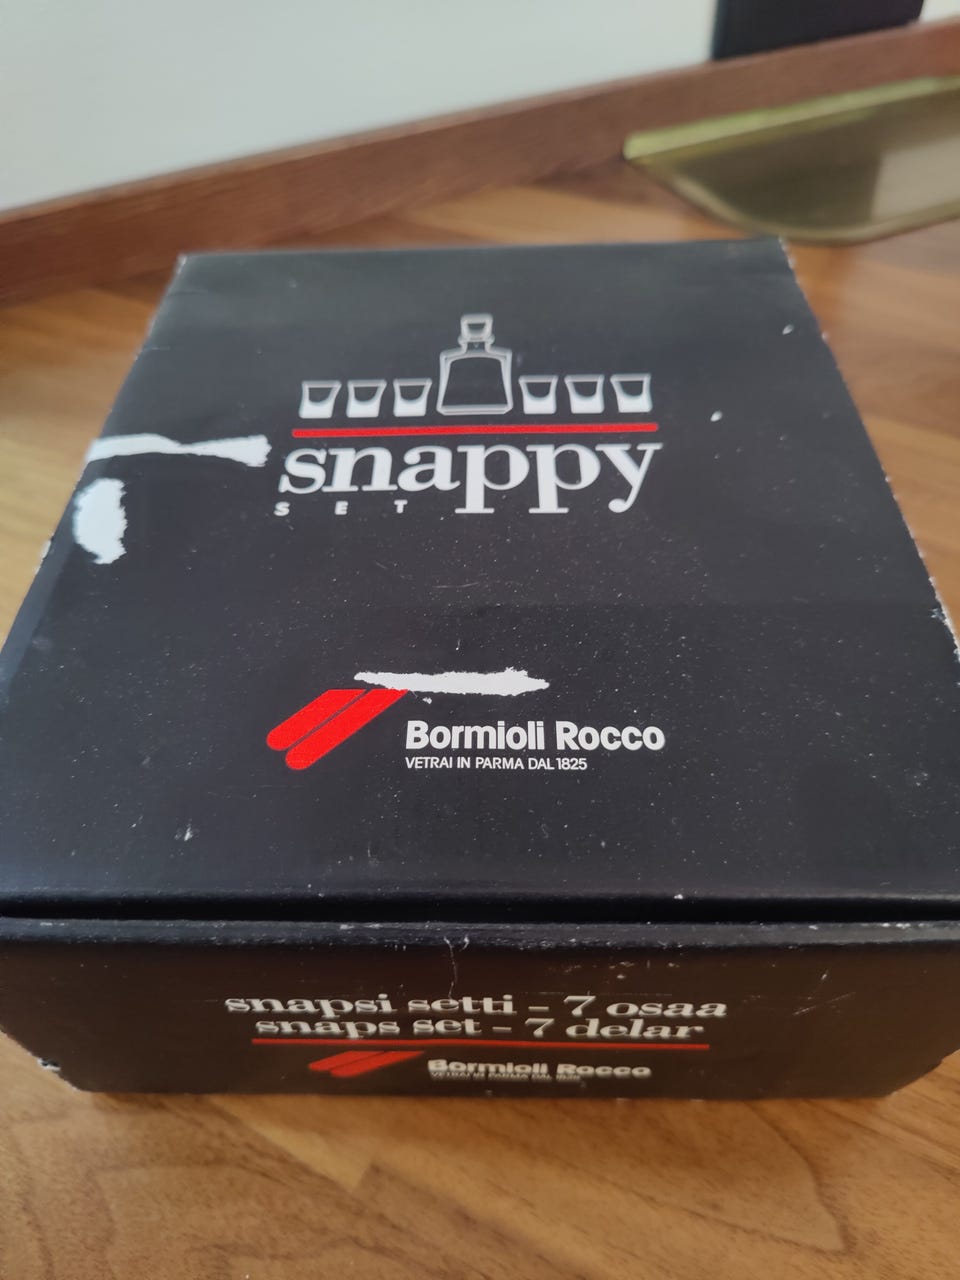 snappy
SET
Bormioli Rocco
VETRAI IN PARMA DAL 1825
snapsi setti - 7 osaa
snaps set - 7 delar
Bormioli Rocco
VETRAI IN PARMA DAL 1825